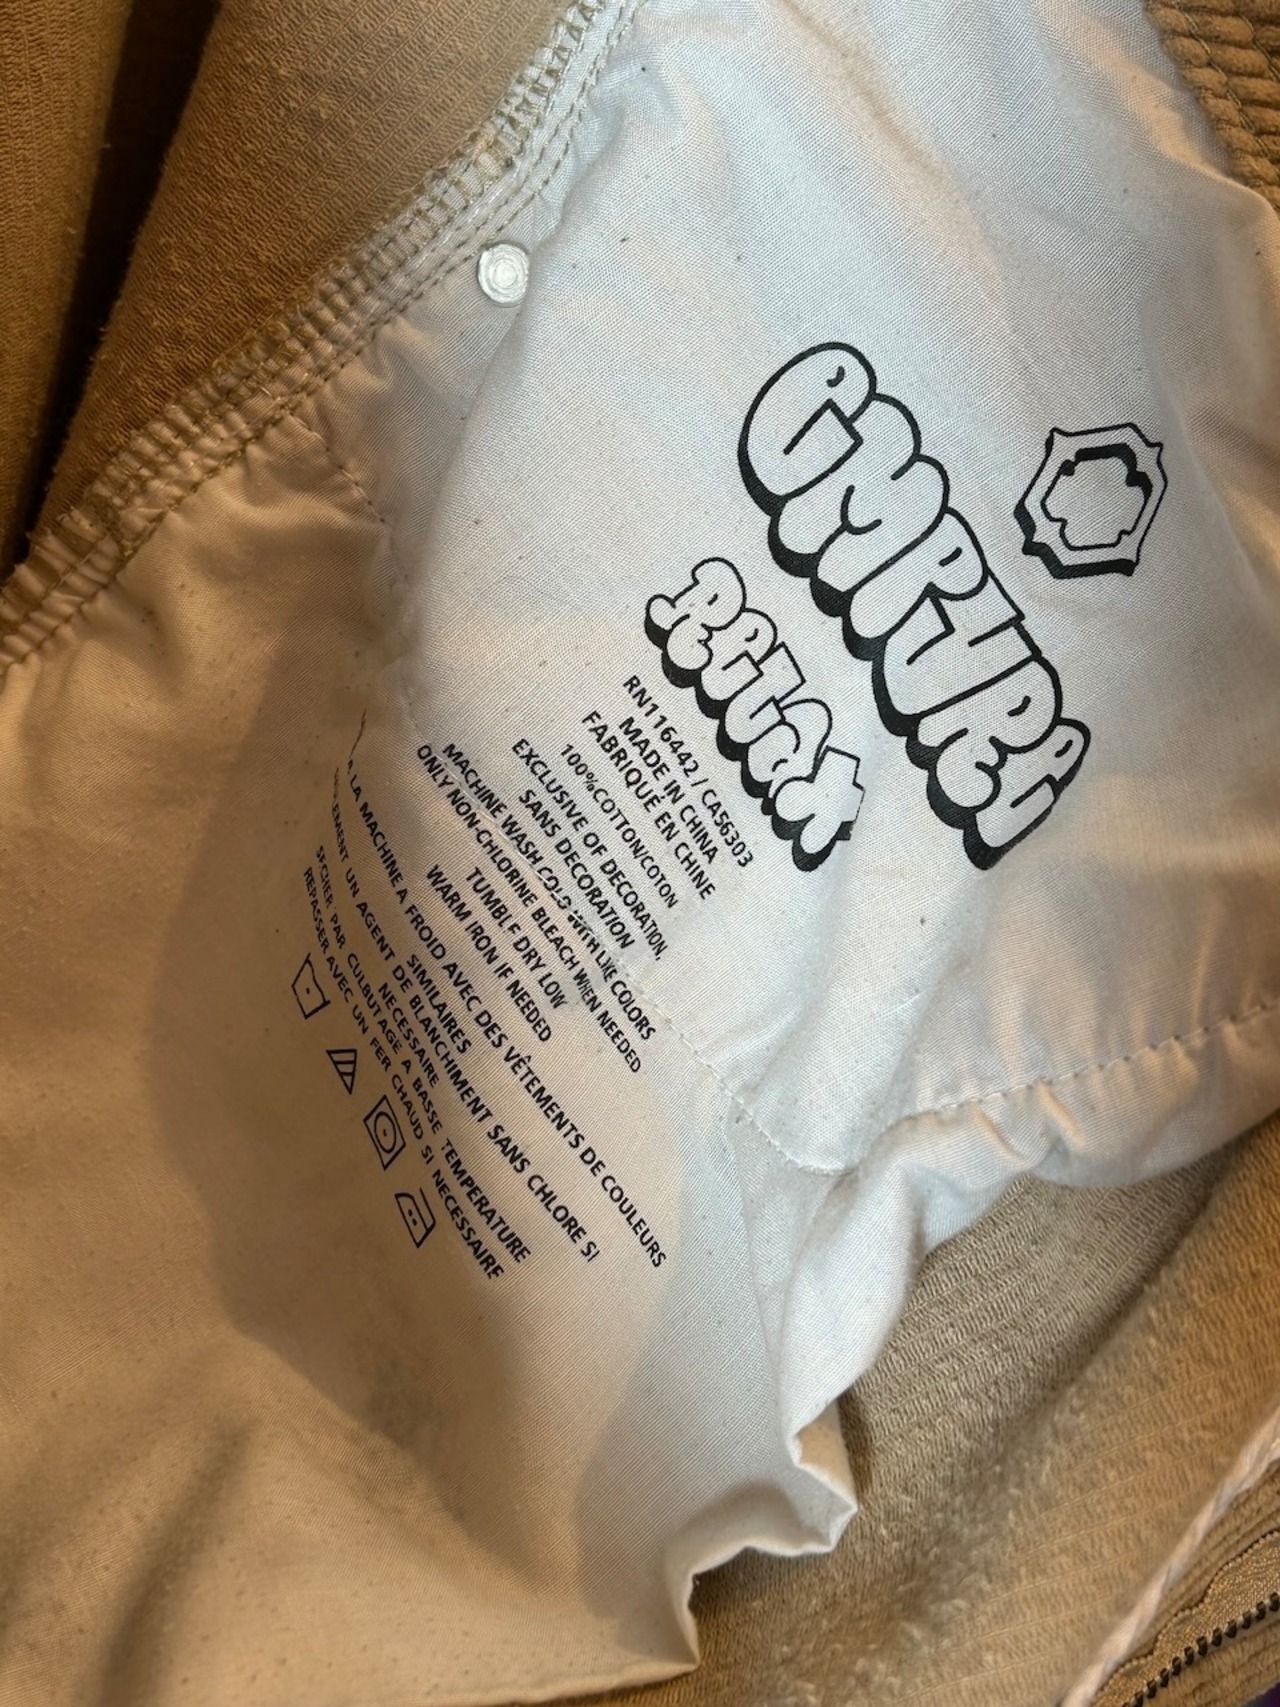 EMPYRE
RELAX
RN116442 / CA56303
MADE IN CHINA
FABRIQUÉ EN CHINE
100%COTTON/COTON
EXCLUSIVE OF DECORATION,
SANS DECORATION
MACHINE WASH COLD WITH LIKE COLORS
ONLY NON-CHLORINE BLEACH WHEN NEEDED
TUMBLE DRY LOW
WARM IRON IF NEEDED
LA MACHINE A FROID AVEC DES VÊTEMENTS DE COULEURS
SIMILAIRES
UN AGENT DE BLANCHIMENT SANS CHLORE SI
NECESSAIRE
SECHER PAR CULBUTAGE A BASSE TEMPERATURE
REPASSER AVEC UN FER CHAUD SI NECESSAIRE